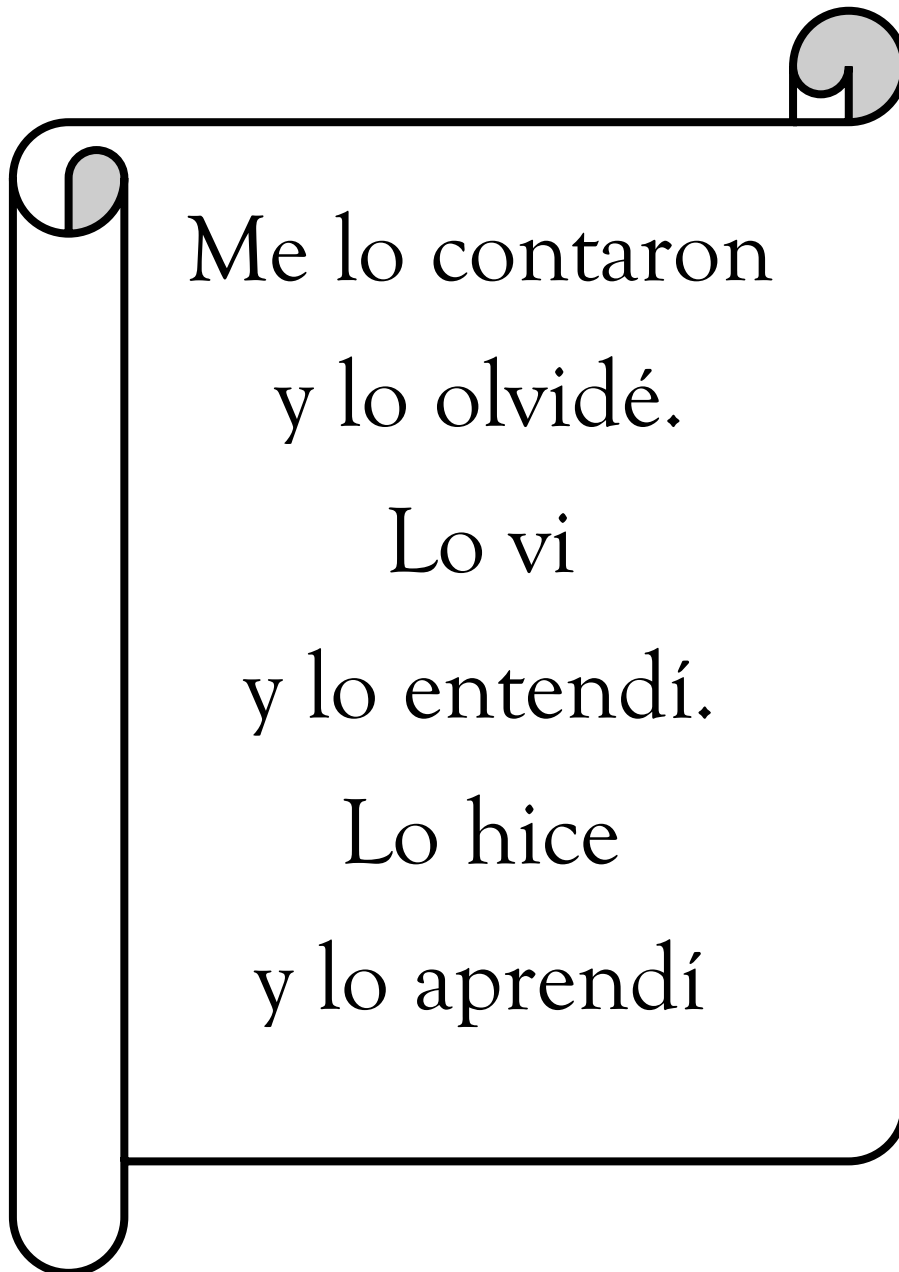 Me lo contaron
y lo olvidé.
Lo vi
y lo entendí.
Lo hice
y lo aprendí